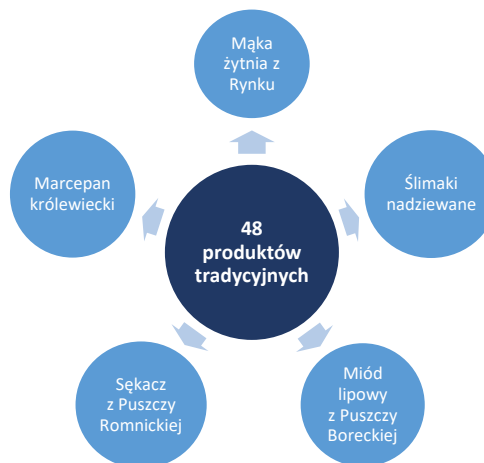 Mąka
żytnia z
Rynku
Marcepan
królewiecki
Ślimaki
nadziewane
48
produktów
tradycyjnych
Sękacz
z Puszczy
Romnickiej
Miód
lipowy
z Puszczy
Boreckiej